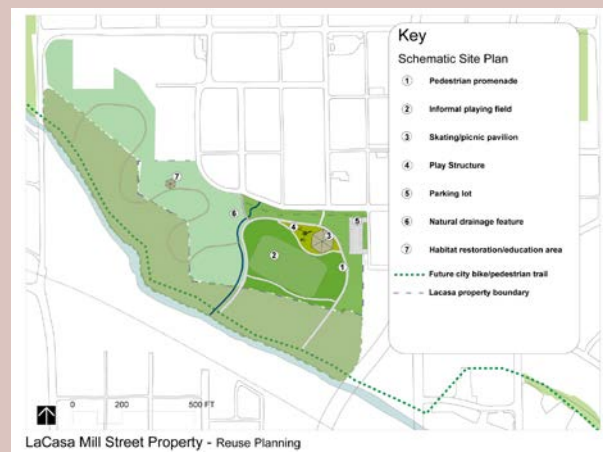 Key
Schematic Site Plan
1 Pedestrian promenade
2 Informal playing field
3 Skating/picnic pavilion
4 Play Structure
5 Parking lot
6 Natural drainage feature
7 Habitat restoration/education area
Future city bike/pedestrian trail
Lacasa property boundary
7
6
4
3
5
2
1
0 200 500 FT
LaCasa Mill Street Property - Reuse Planning